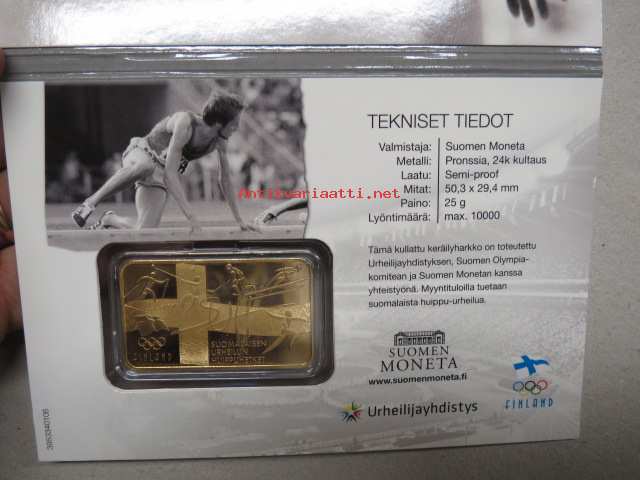 TEKNISET TIEDOT
Valmistaja: Suomen Moneta
Metalli: Pronssia, 24k kultaus
Laatu: Semi-proof
Mitat: 50,3 x 29,4 mm
Paino: 25 g
Lyöntimäärä: max. 10000
Tämä kullattu keräilyharkko on toteutettu
Urheilijayhdistyksen, Suomen Olympia-
komitean ja Suomen Monetan kanssa
yhteistyönä. Myyntituloilla tuetaan
suomalaista huippu-urheilua.
SUOMEN
MONETA
www.suomenmoneta.fi
Urheilijayhdistys
FINLAND
Antikvariaatti.net
FINLAND
SUOMALAISEN
URHEILUN
HUIPPUHETKET
3953340106